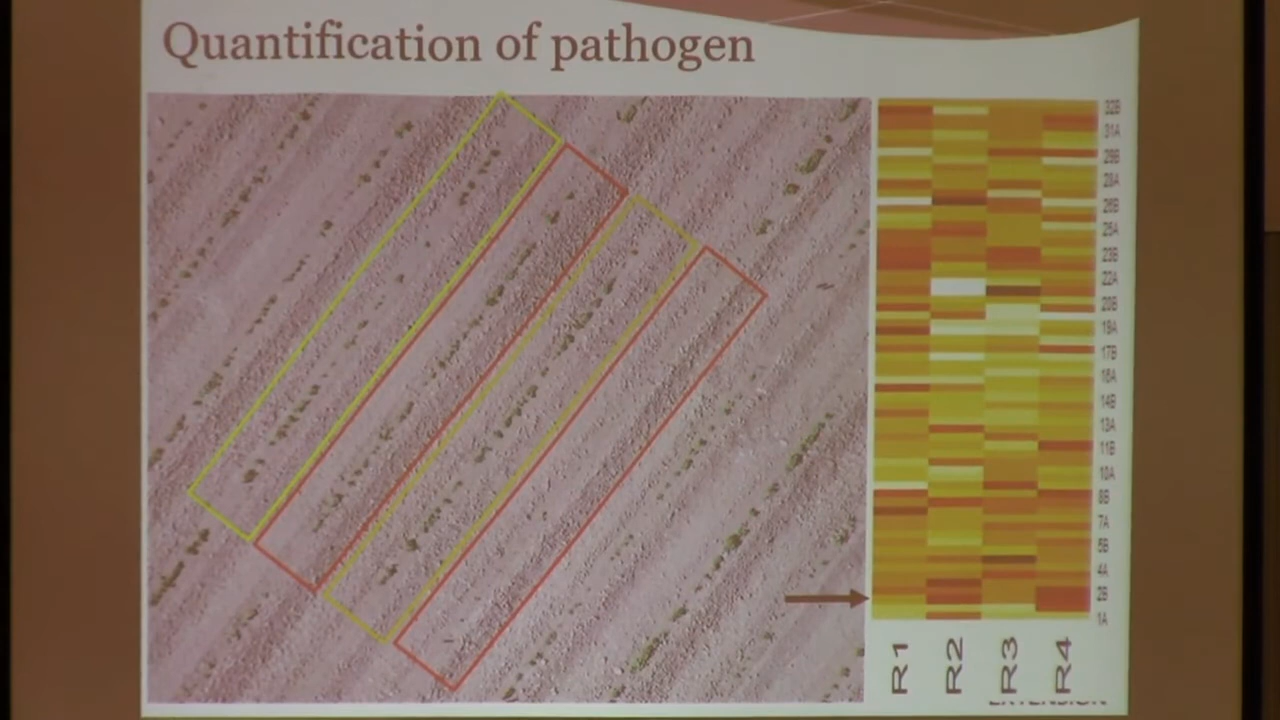 Quantification of pathogen
32B
31A
29B
28A
26B
25A
23B
22A
20B
19A
17B
16A
14B
13A
11B
10A
8B
7A
5B
4A
2B
1A
R1
R2
R3
R4